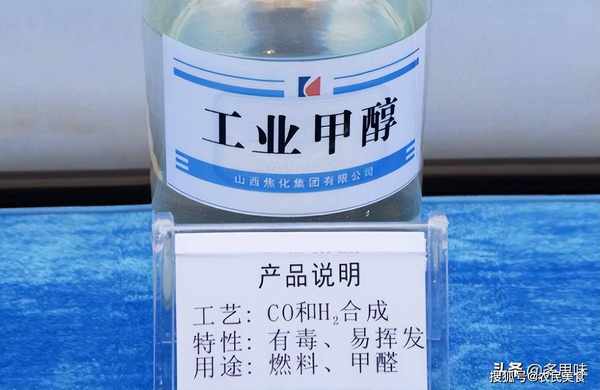 工业甲醇
山西焦化集团有限公司
产品说明
工艺: CO和H₂合成
特性: 有毒、易挥发
用途: 燃料、甲醛
头条 @多思味
搜狐号@农民美食